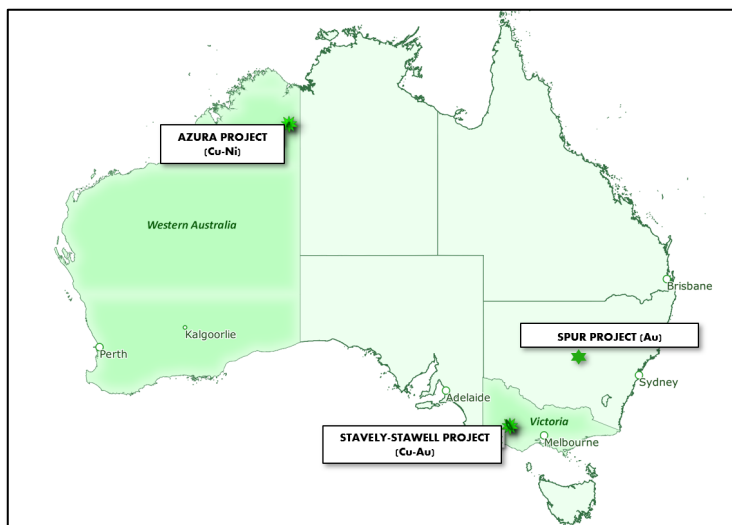 AZURA PROJECT
(Cu-Ni)
Western Australia
Brisbane
Kalgoorlie
SPUR PROJECT (Au)
Perth
Sydney
Adelaide
Victoria
STAVELY-STAWELL PROJECT
(Cu-Au)
Melbourne